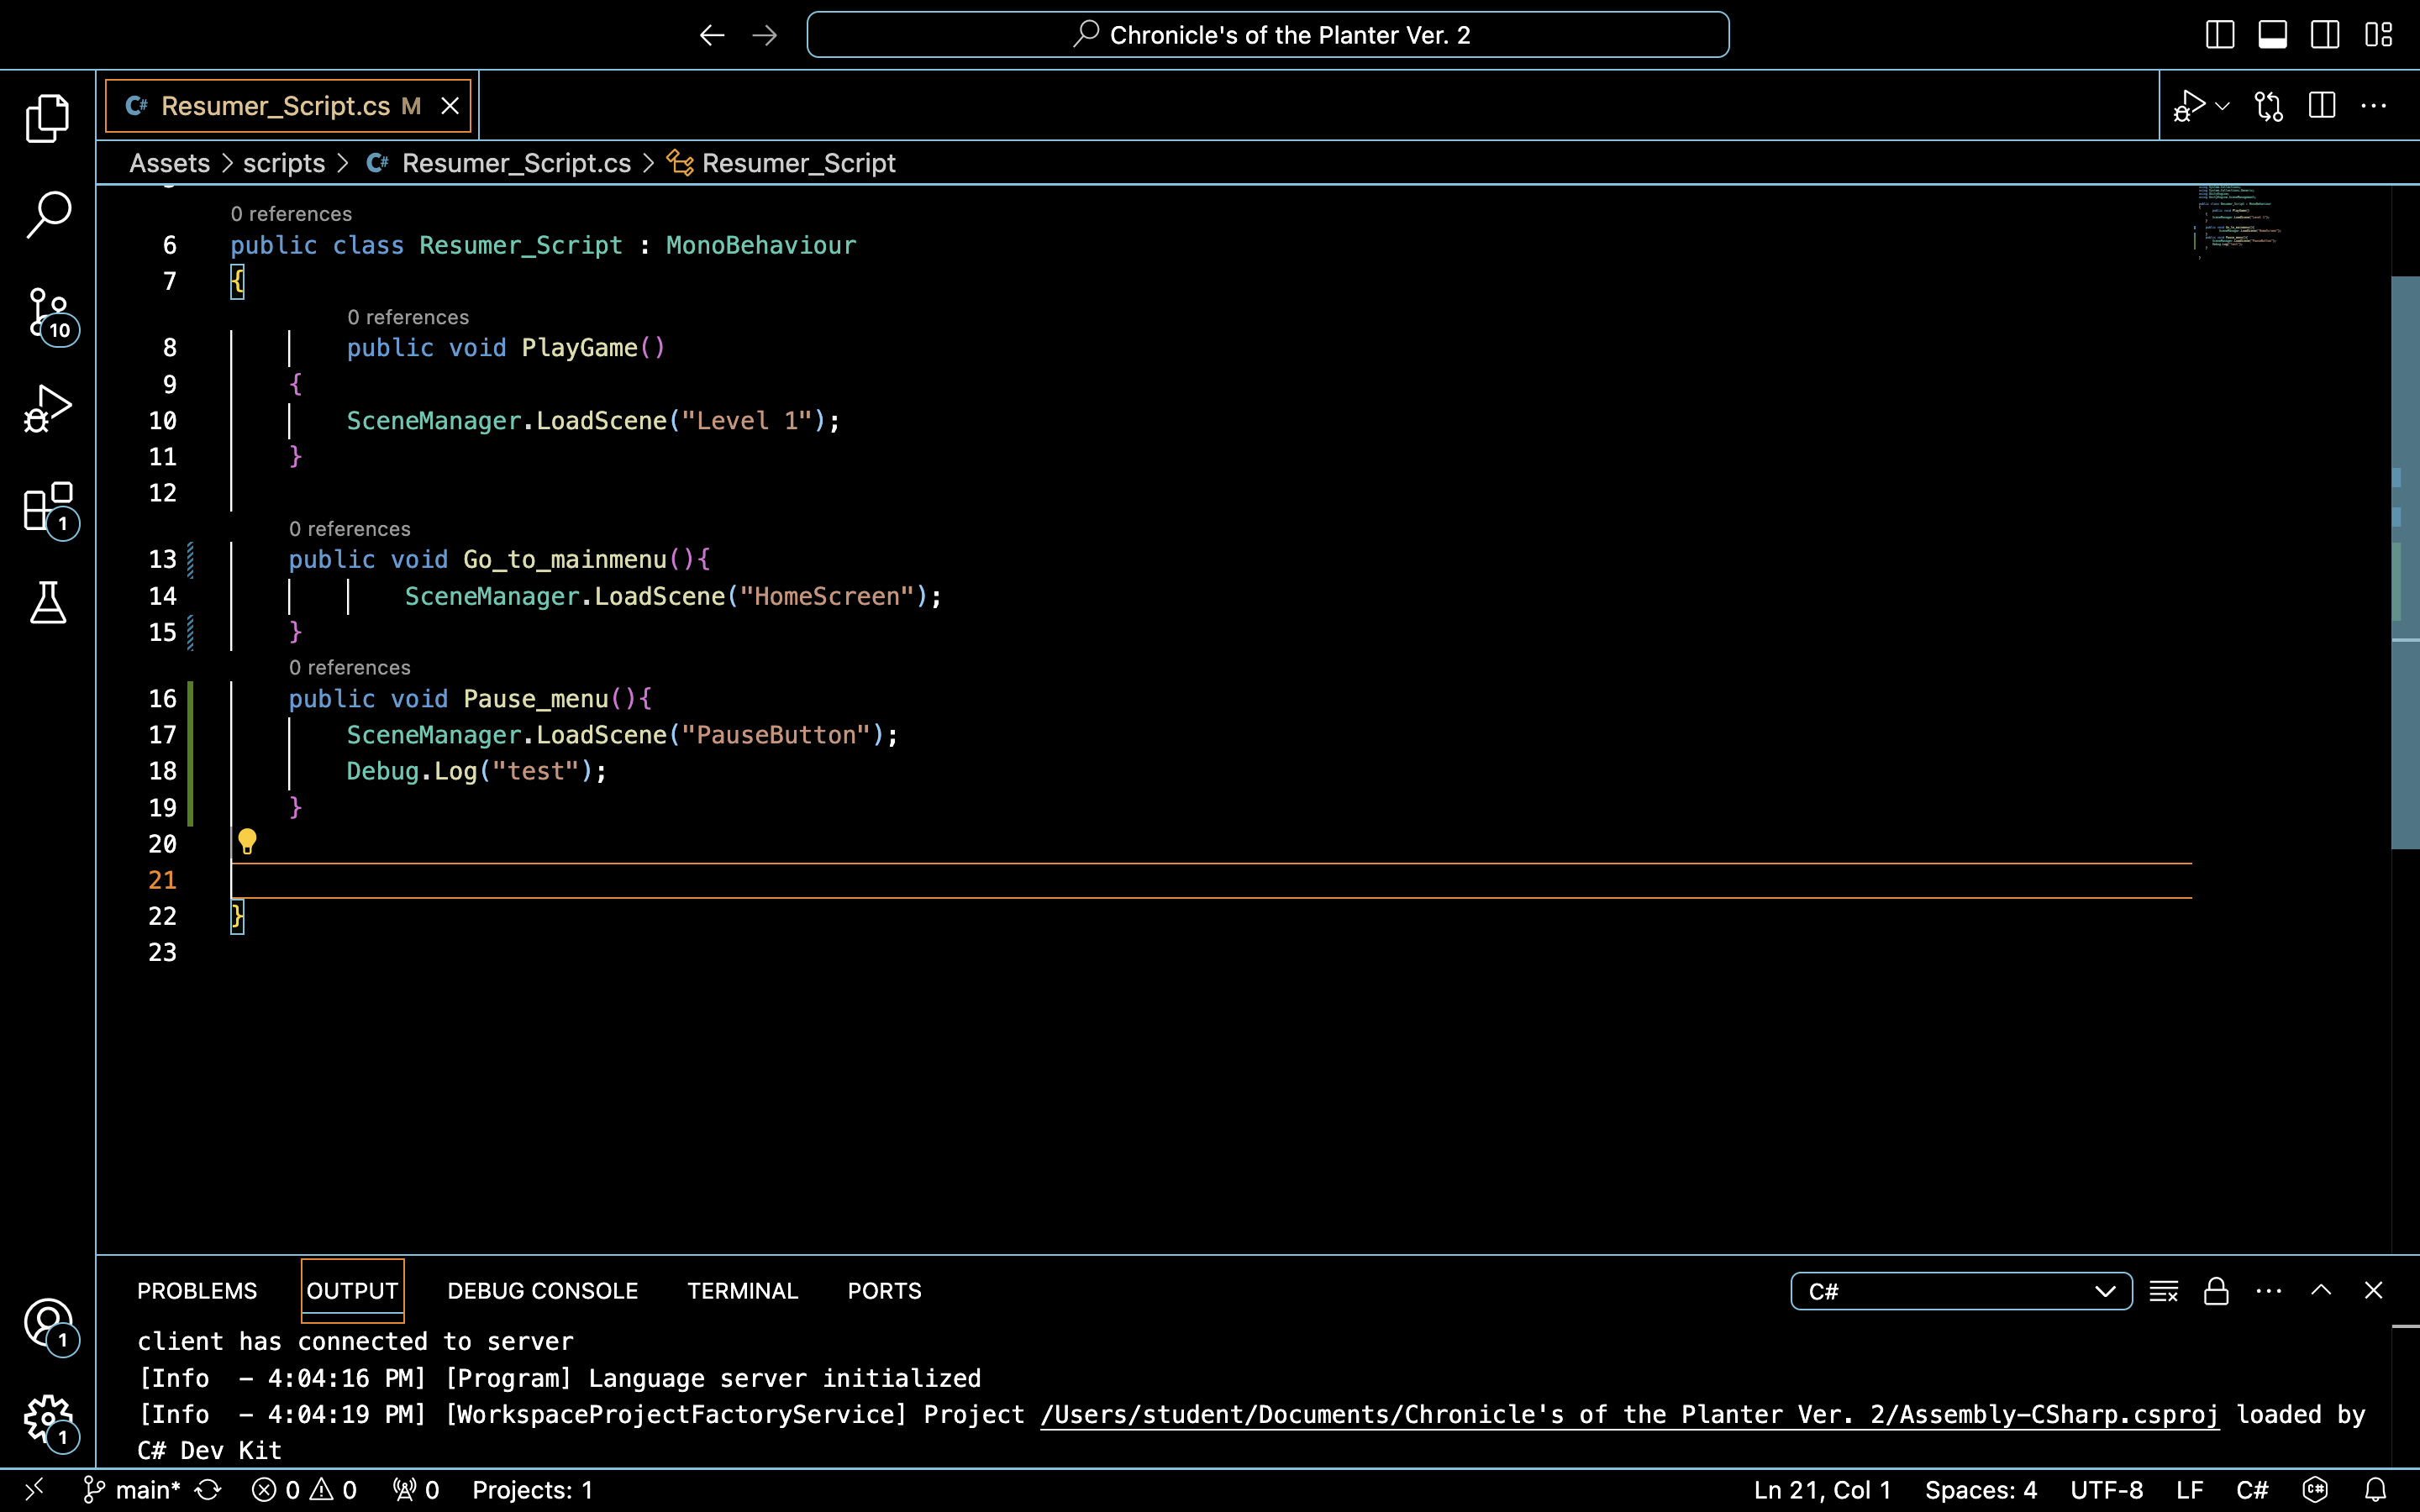 Chronicle's of the Planter Ver. 2
C# Resumer_Script.cs M
Assets > scripts > C# Resumer_Script.cs > Resumer_Script
0 references
6 public class Resumer_Script : MonoBehaviour
7 {
0 references
8 public void PlayGame()
9 {
10 SceneManager.LoadScene("Level 1");
11 }
12
0 references
13 public void Go_to_mainmenu(){
14 SceneManager.LoadScene("HomeScreen");
15 }
0 references
16 public void Pause_menu(){
17 SceneManager.LoadScene("PauseButton");
18 Debug.Log("test");
19 }
20
21
22 }
23
10
1
1
1
PROBLEMS OUTPUT DEBUG CONSOLE TERMINAL PORTS C#
client has connected to server
[Info  - 4:04:16 PM] [Program] Language server initialized
[Info  - 4:04:19 PM] [WorkspaceProjectFactoryService] Project /Users/student/Documents/Chronicle's of the Planter Ver. 2/Assembly-CSharp.csproj loaded by
C# Dev Kit
main* 0 0 0 Projects: 1 Ln 21, Col 1 Spaces: 4 UTF-8 LF C#